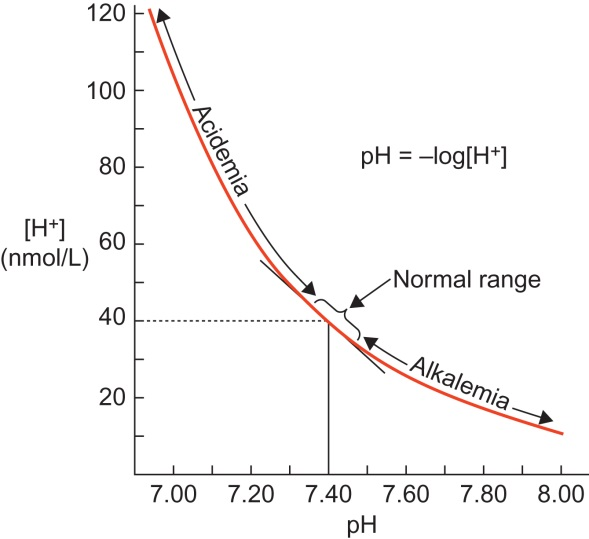 120
100
80
60
40
20
[H⁺]
(nmol/L)
Acidemia
pH = –log[H⁺]
Normal range
Alkalemia
7.00 7.20 7.40 7.60 7.80 8.00
pH